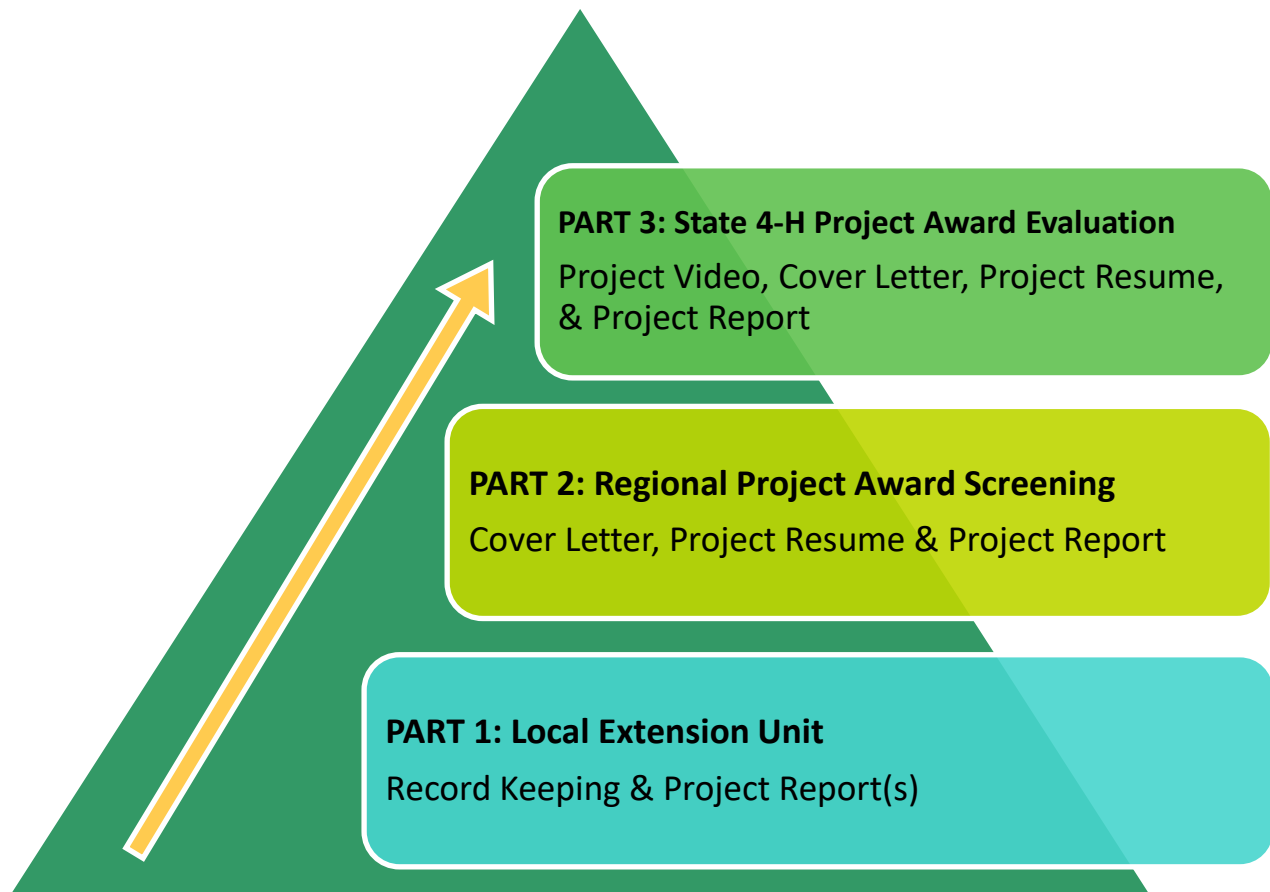 PART 3: State 4-H Project Award Evaluation
Project Video, Cover Letter, Project Resume,
& Project Report
PART 2: Regional Project Award Screening
Cover Letter, Project Resume & Project Report
PART 1: Local Extension Unit
Record Keeping & Project Report(s)